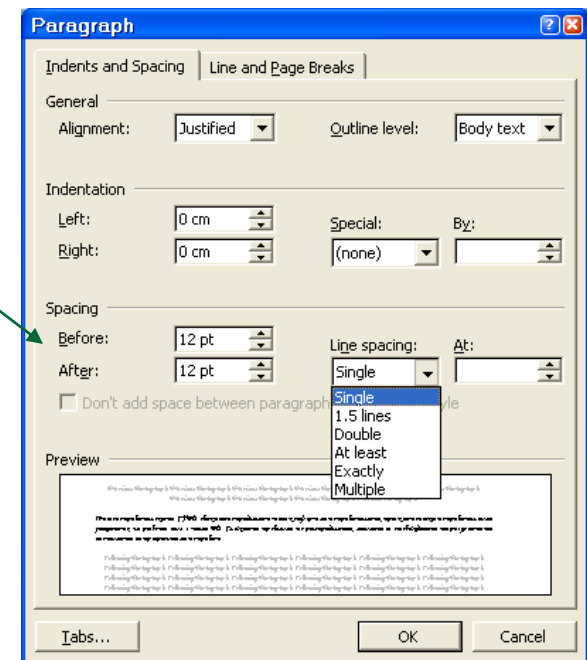 Paragraph
Indents and Spacing Line and Page Breaks
General
Alignment: Justified Outline level: Body text
Indentation
Left: 0 cm Special: By:
Right: 0 cm (none)
Spacing
Before: 12 pt Line spacing: At:
After: 12 pt Single
Don't add space between paragraph
Single
1.5 lines
Double
At least
Exactly
Multiple
Preview
Tabs... OK Cancel